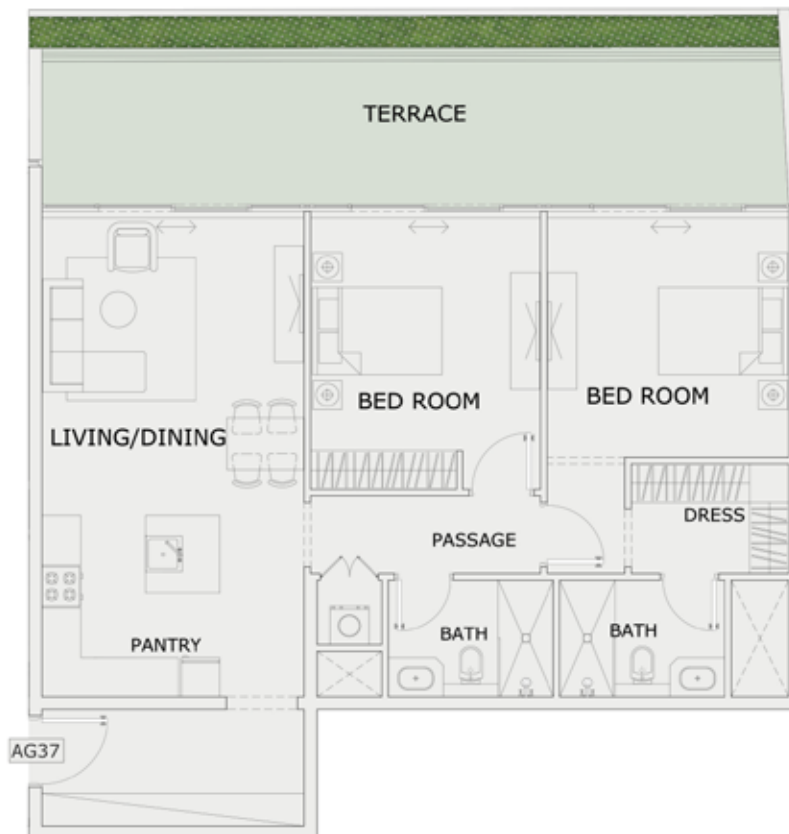 TERRACE
BED ROOM
BED ROOM
LIVING/DINING
DRESS
PASSAGE
BATH
BATH
PANTRY
AG37